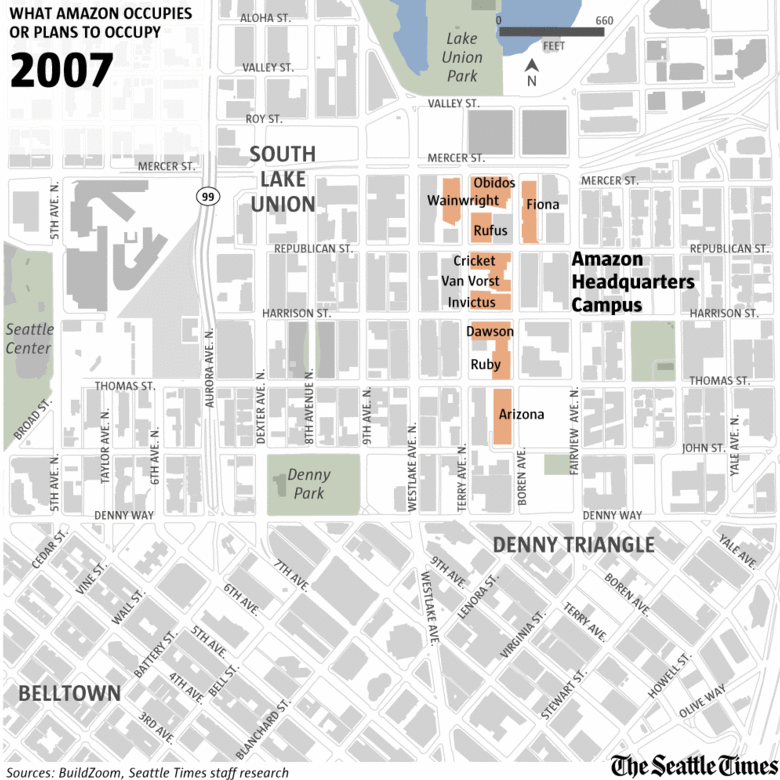 WHAT AMAZON OCCUPIES
OR PLANS TO OCCUPY
2007
ALOHA ST.
0
660
FEET
N
Lake
Union
Park
VALLEY ST.
VALLEY ST.
ROY ST.
MERCER ST.
SOUTH
LAKE
UNION
MERCER ST.
MERCER ST.
5TH AVE. N.
99
Obidos
Wainwright
Fiona
Rufus
REPUBLICAN ST.
REPUBLICAN ST.
Cricket
Van Vorst
Invictus
Amazon
Headquarters
Campus
HARRISON ST.
HARRISON ST.
Seattle
Center
Dawson
Ruby
AURORA AVE. N.
THOMAS ST.
THOMAS ST.
BROAD ST.
TAYLOR AVE. N.
6TH AVE. N.
DEXTER AVE. N.
8TH AVENUE N.
9TH AVE. N.
WESTLAKE AVE. N.
Arizona
FAIRVIEW AVE. N.
JOHN ST.
YALE AVE. N.
5TH AVE. N.
Denny
Park
TERRY AVE. N.
BOREN AVE.
DENNY WAY
DENNY WAY
DENNY TRIANGLE
CEDAR ST.
VINE ST.
WALL ST.
BATTERY ST.
6TH AVE.
7TH AVE.
5TH AVE.
4TH AVE.
3RD AVE.
BELL ST.
BLANCHARD ST.
WESTLAKE AVE.
9TH AVE.
LENORA ST.
VIRGINIA ST.
TERRY AVE.
BOREN AVE.
YALE AVE.
STEWART ST.
HOWELL ST.
OLIVE WAY
BELLTOWN
Sources: BuildZoom, Seattle Times staff research
The Seattle Times